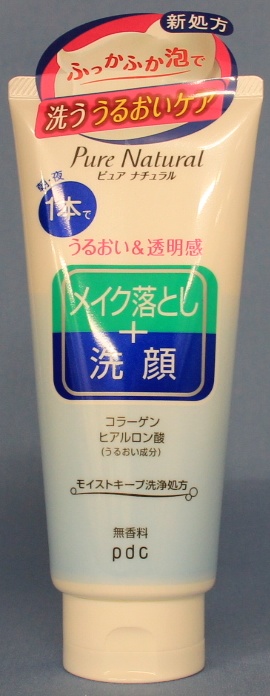 新処方
ふっかふか泡で
洗ううるおいケア
Pure Natural
ピュア ナチュラル
朝・夜
1本で
うるおい&透明感
メイク落とし
+
洗顔
コラーゲン
ヒアルロン酸
(うるおい成分)
モイストキープ洗浄処方
無香料
pdc